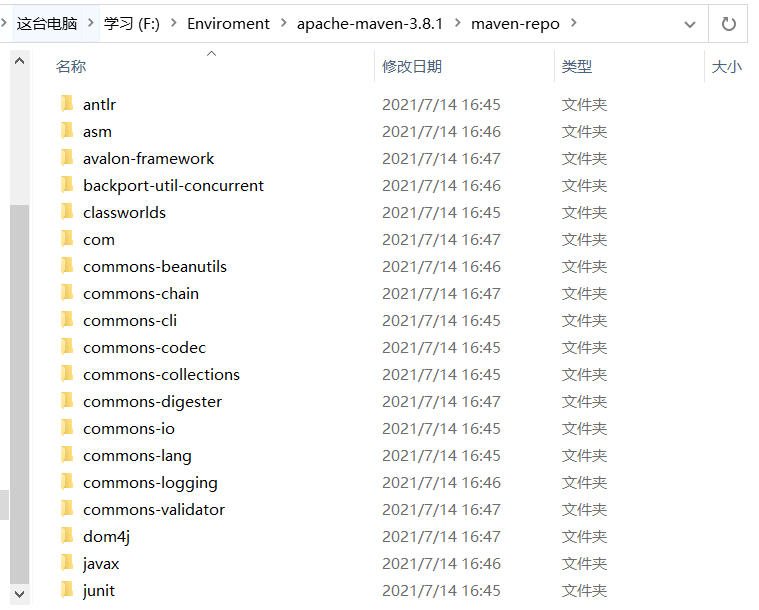 这台电脑 学习 (F:) Enviroment apache-maven-3.8.1 maven-repo
名称 修改日期 类型 大小
antlr 2021/7/14 16:45 文件夹
asm 2021/7/14 16:46 文件夹
avalon-framework 2021/7/14 16:47 文件夹
backport-util-concurrent 2021/7/14 16:46 文件夹
classworlds 2021/7/14 16:45 文件夹
com 2021/7/14 16:47 文件夹
commons-beanutils 2021/7/14 16:46 文件夹
commons-chain 2021/7/14 16:47 文件夹
commons-cli 2021/7/14 16:45 文件夹
commons-codec 2021/7/14 16:45 文件夹
commons-collections 2021/7/14 16:45 文件夹
commons-digester 2021/7/14 16:47 文件夹
commons-io 2021/7/14 16:45 文件夹
commons-lang 2021/7/14 16:45 文件夹
commons-logging 2021/7/14 16:46 文件夹
commons-validator 2021/7/14 16:47 文件夹
dom4j 2021/7/14 16:47 文件夹
javax 2021/7/14 16:46 文件夹
junit 2021/7/14 16:45 文件夹